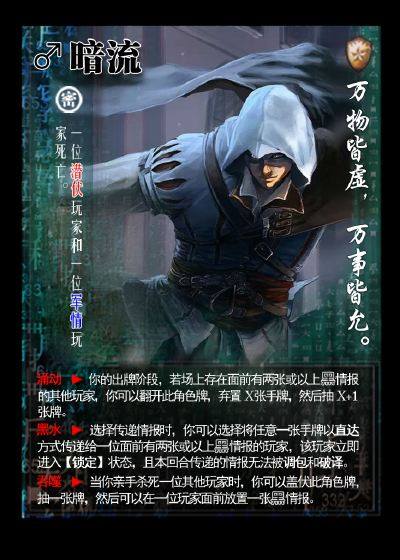 ♂暗流
密
一位潜伏玩家和一位军情玩
家死亡。
万物皆虚，万事皆允。
涌动 ▶ 你的出牌阶段，若场上存在面前有两张或以上黑情报
的其他玩家，你可以翻开此角色牌，弃置 X张手牌，然后抽 X+1
张牌。
黑水 ▶ 选择传递情报时，你可以选择将任意一张手牌以直达
方式传递给一位面前有两张或以上黑情报的玩家，该玩家立即
进入【锁定】状态，且本回合传递的情报无法被调包和破译。
吞噬 ▶ 当你亲手杀死一位其他玩家时，你可以盖伏此角色牌，
抽一张牌，然后可以在一位玩家面前放置一张黑情报。